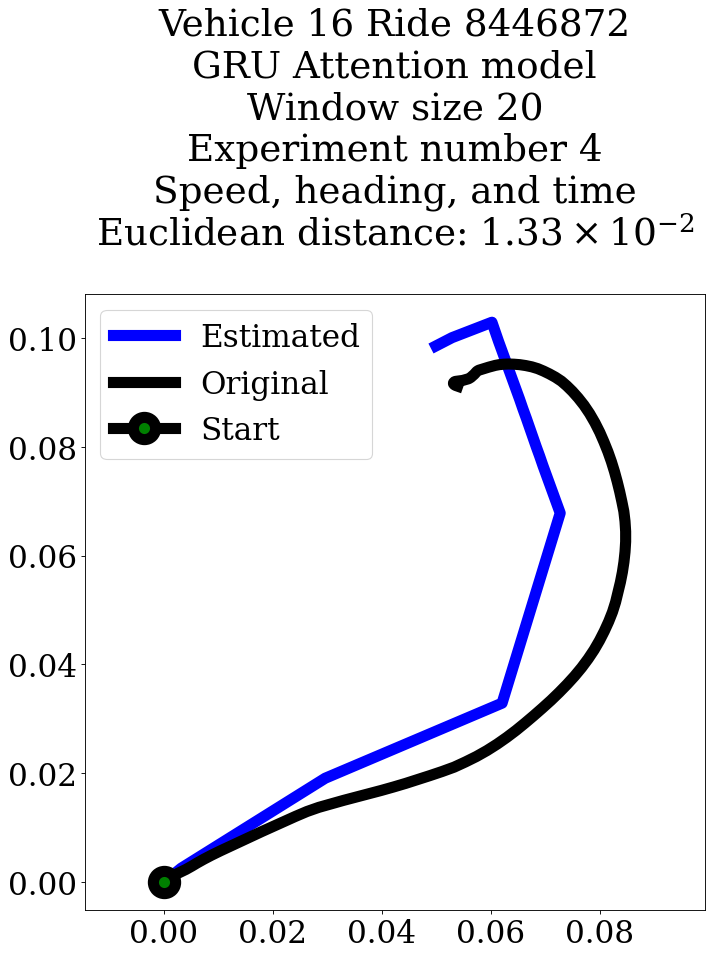 Vehicle 16 Ride 8446872
GRU Attention model
Window size 20
Experiment number 4
Speed, heading, and time
Euclidean distance: 1.33 × 10⁻²
Estimated
Original
Start
0.10
0.08
0.06
0.04
0.02
0.00
0.00 0.02 0.04 0.06 0.08